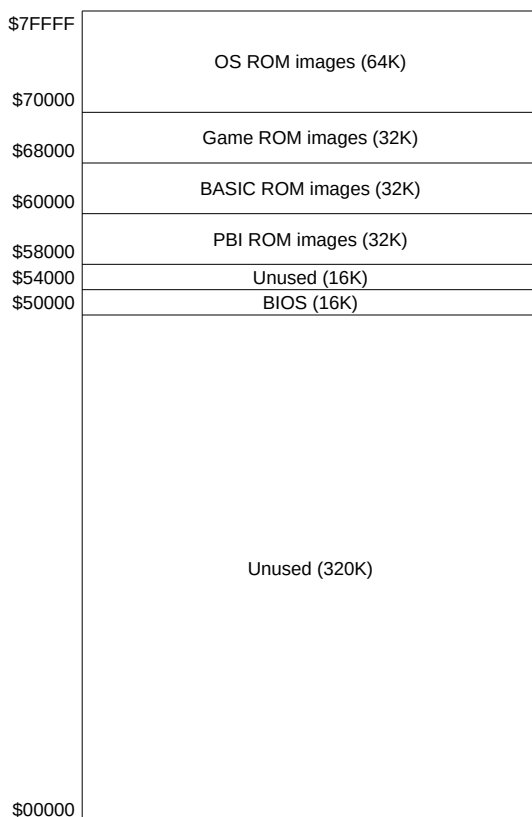 $7FFFF
OS ROM images (64K)
$70000
Game ROM images (32K)
$68000
BASIC ROM images (32K)
$60000
PBI ROM images (32K)
$58000
$54000 Unused (16K)
$50000 BIOS (16K)
Unused (320K)
$00000